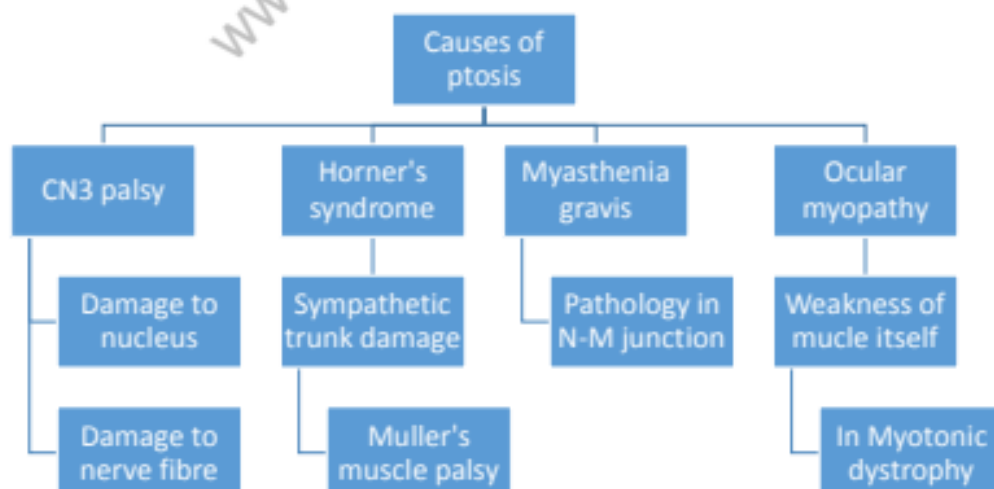 ww
Causes of
ptosis
CN3 palsy
Horner's
syndrome
Myasthenia
gravis
Ocular
myopathy
Damage to
nucleus
Sympathetic
trunk damage
Pathology in
N-M junction
Weakness of
mucle itself
Damage to
nerve fibre
Muller's
muscle palsy
In Myotonic
dystrophy